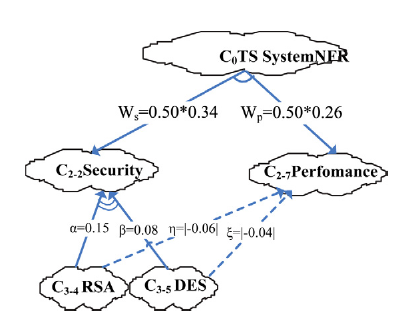 C₀TS SystemNFR
Wₛ=0.50*0.34 Wₚ=0.50*0.26
C₂₋₂Security C₂₋₇Perfomance
α=0.15 β=0.08 η=|-0.06| ξ=|-0.04|
C₃₋₄ RSA C₃₋₅ DES